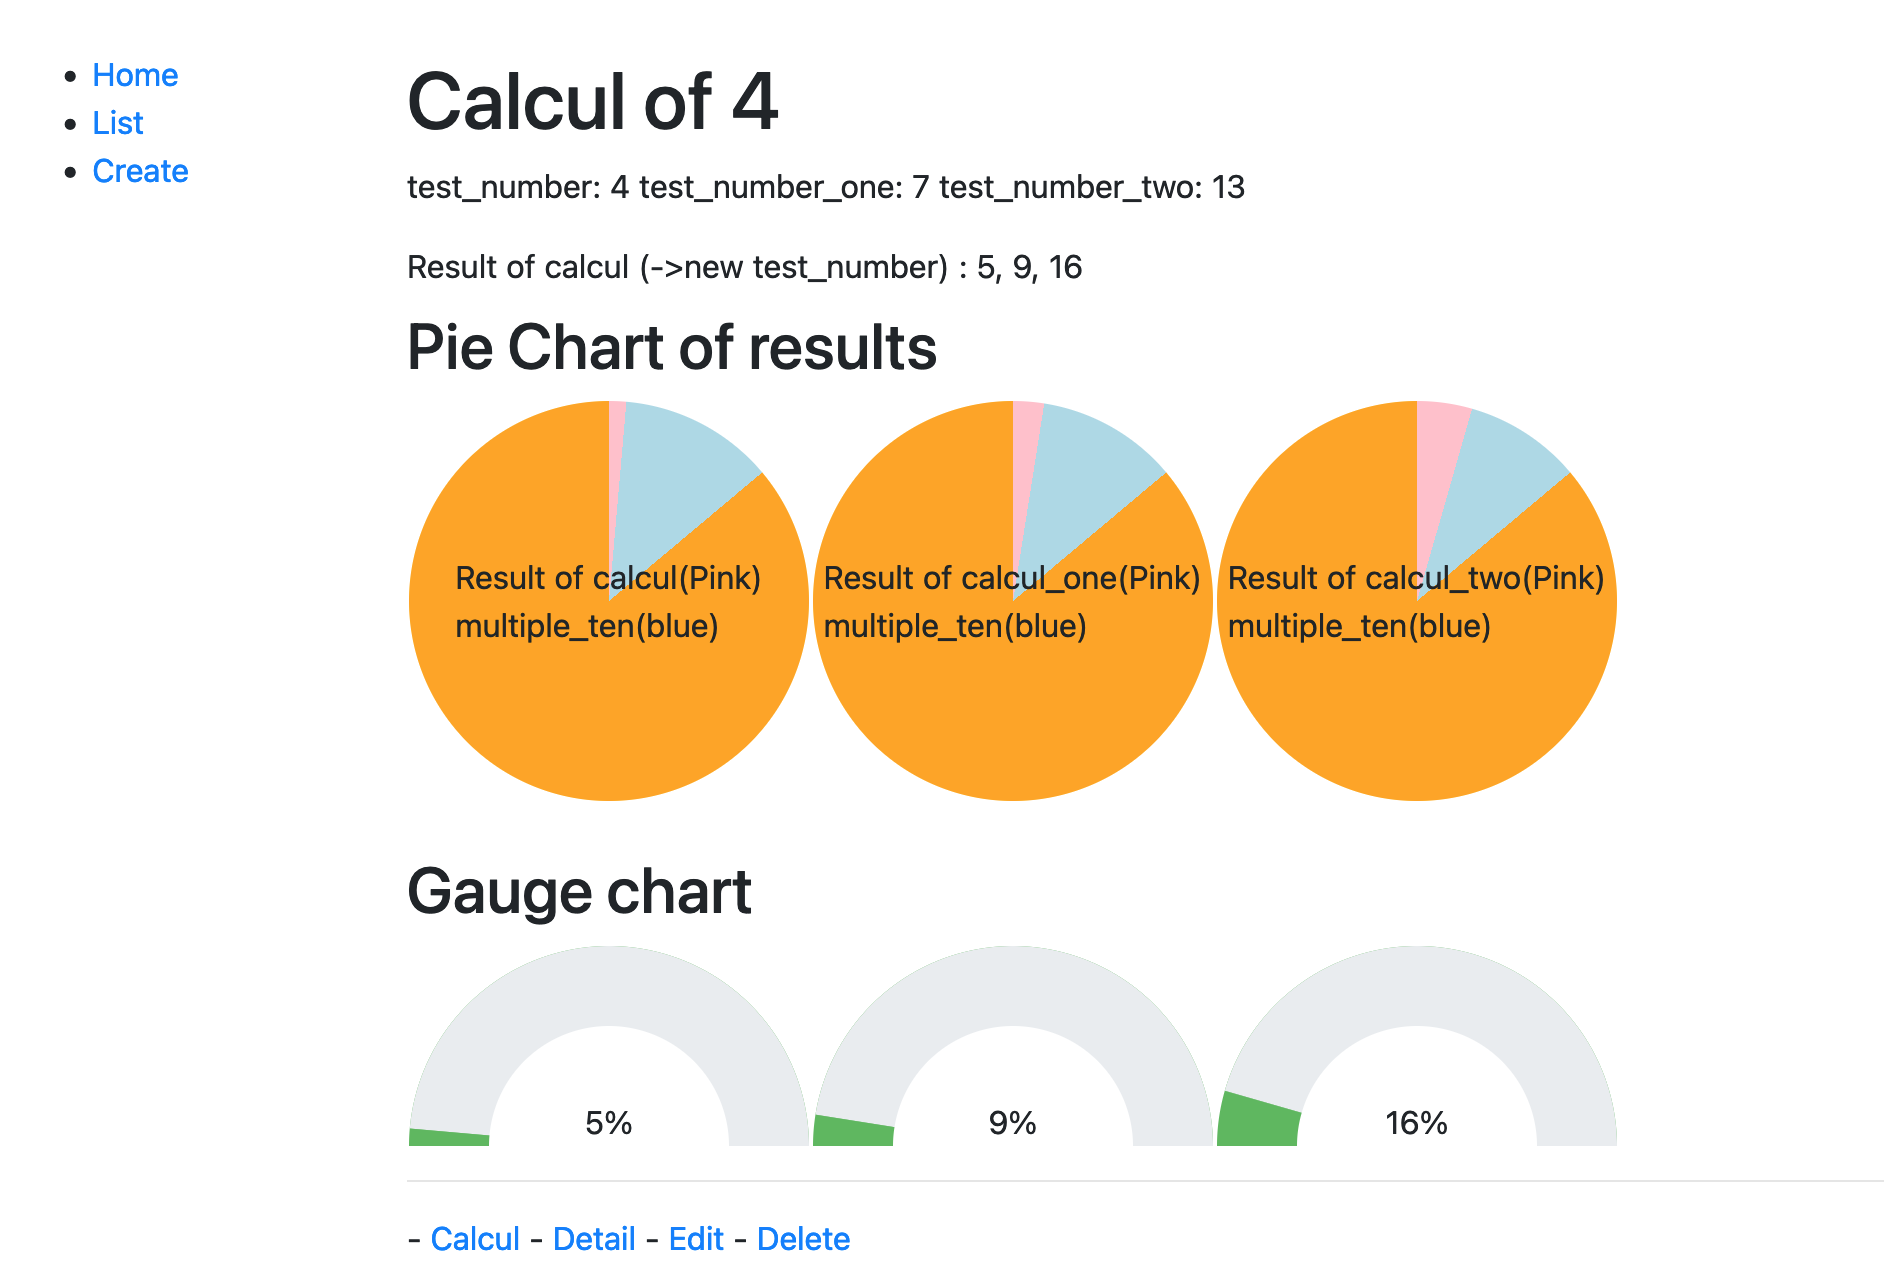 Home
List
Create
Calcul of 4
test_number: 4 test_number_one: 7 test_number_two: 13
Result of calcul (->new test_number) : 5, 9, 16
Pie Chart of results
Result of calcul(Pink)
multiple_ten(blue)
Result of calcul_one(Pink)
multiple_ten(blue)
Result of calcul_two(Pink)
multiple_ten(blue)
Gauge chart
5%
9%
16%
- Calcul - Detail - Edit - Delete